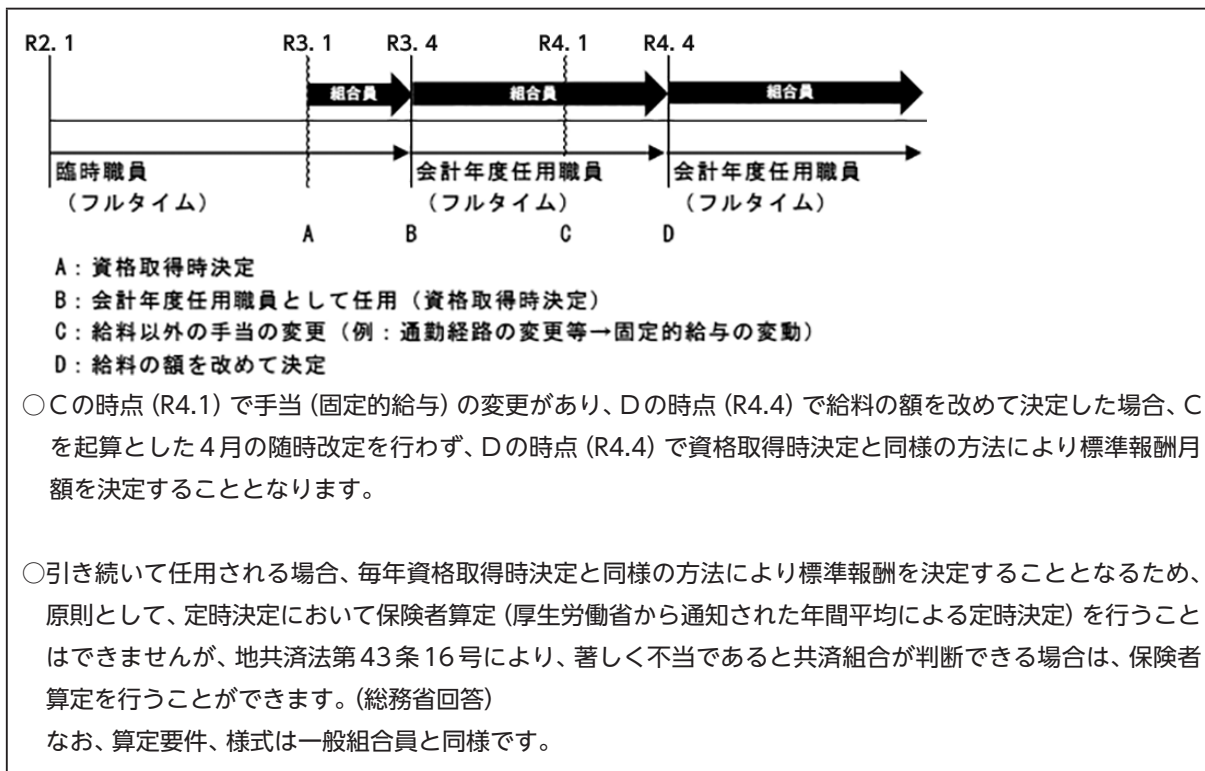 R2.1 R3.1 R3.4 R4.1 R4.4
組合員 組合員 組合員
臨時職員 会計年度任用職員 会計年度任用職員
（フルタイム） （フルタイム） （フルタイム）
A B C D
A：資格取得時決定
B：会計年度任用職員として任用（資格取得時決定）
C：給料以外の手当の変更（例：通勤経路の変更等→固定的給与の変動）
D：給料の額を改めて決定
○Cの時点（R4.1）で手当（固定的給与）の変更があり、Dの時点（R4.4）で給料の額を改めて決定した場合、C
を起算とした４月の随時改定を行わず、Dの時点（R4.4）で資格取得時決定と同様の方法により標準報酬月
額を決定することとなります。
○引き続いて任用される場合、毎年資格取得時決定と同様の方法により標準報酬を決定することとなるため、
原則として、定時決定において保険者算定（厚生労働省から通知された年間平均による定時決定）を行うこと
はできませんが、地共済法第43条16号により、著しく不当であると共済組合が判断できる場合は、保険者
算定を行うことができます。（総務省回答）
なお、算定要件、様式は一般組合員と同様です。